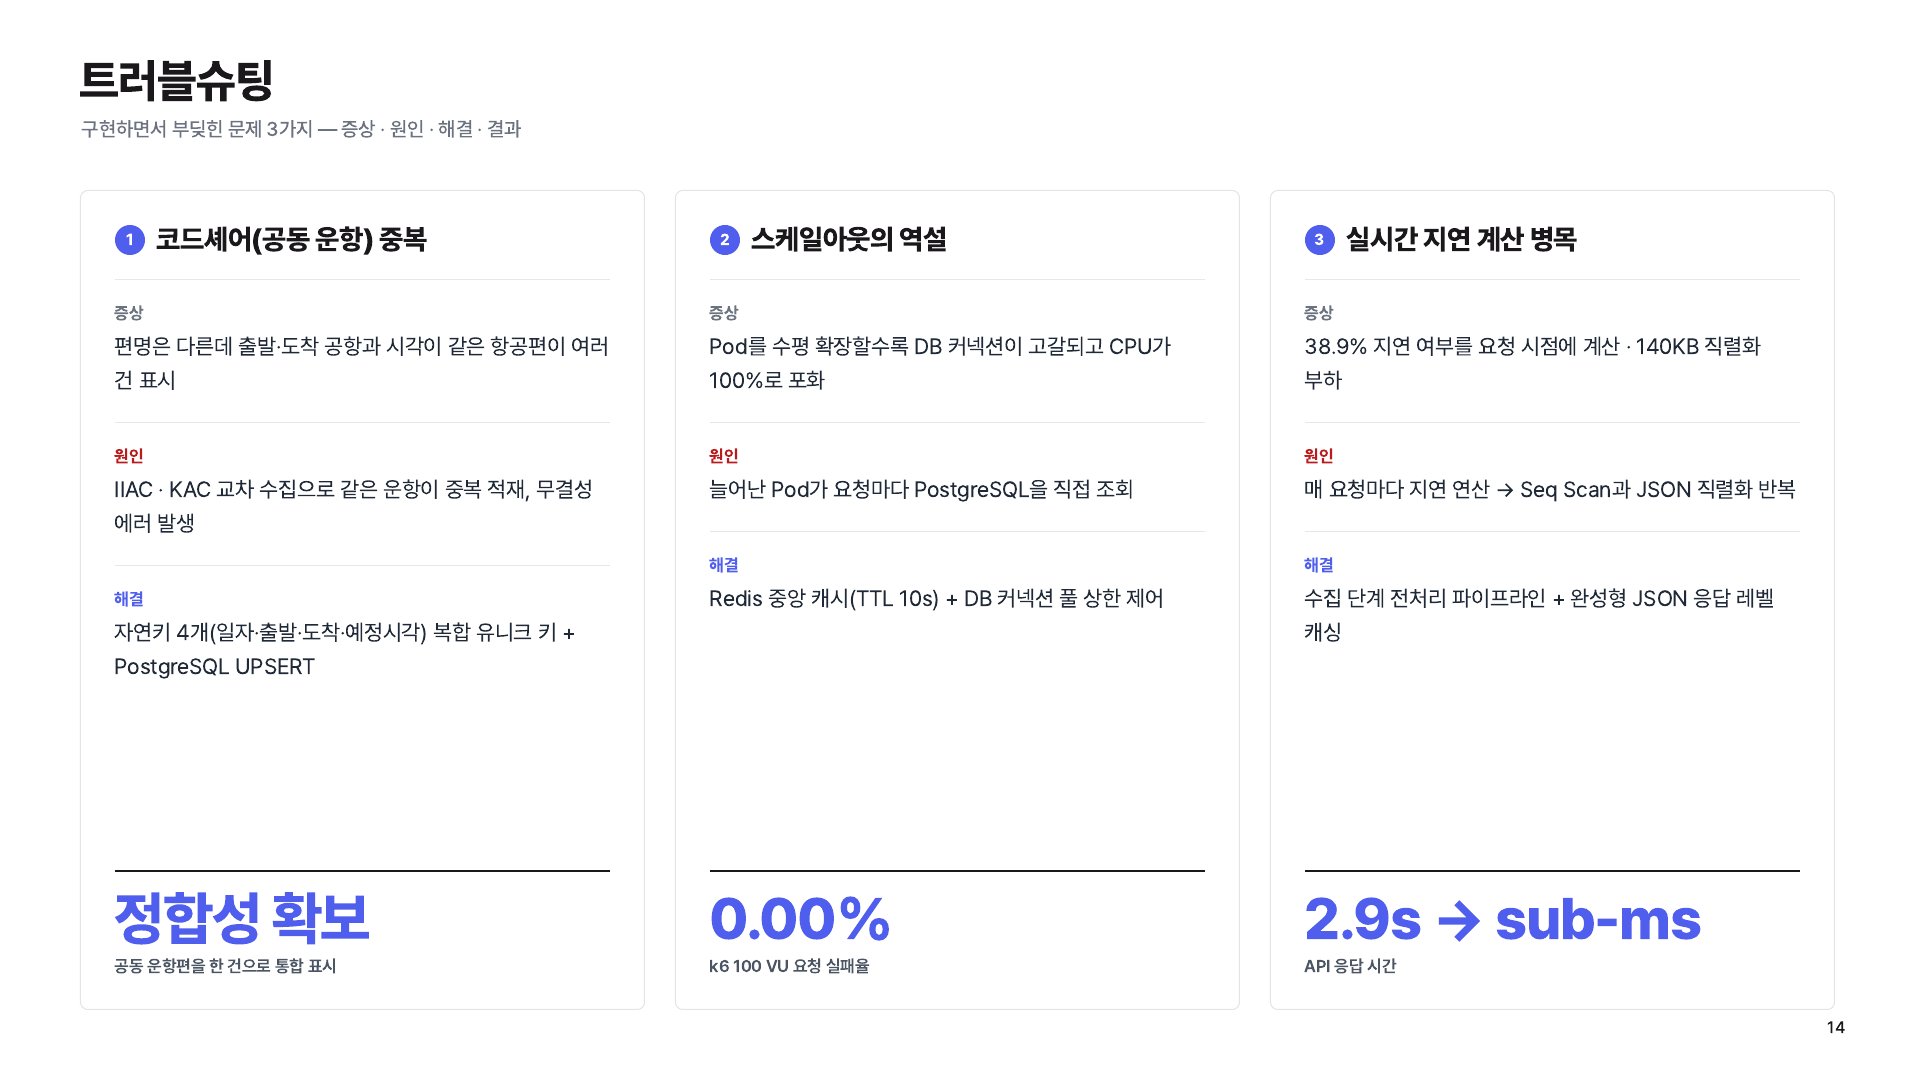 트러블슈팅
구현하면서 부딪힌 문제 3가지 — 증상 · 원인 · 해결 · 결과
1 코드셰어(공동 운항) 중복
증상
편명은 다른데 출발·도착 공항과 시각이 같은 항공편이 여러
건 표시
원인
IIAC · KAC 교차 수집으로 같은 운항이 중복 적재, 무결성
에러 발생
해결
자연키 4개(일자·출발·도착·예정시각) 복합 유니크 키 +
PostgreSQL UPSERT
정합성 확보
공동 운항편을 한 건으로 통합 표시
2 스케일아웃의 역설
증상
Pod를 수평 확장할수록 DB 커넥션이 고갈되고 CPU가
100%로 포화
원인
늘어난 Pod가 요청마다 PostgreSQL을 직접 조회
해결
Redis 중앙 캐시(TTL 10s) + DB 커넥션 풀 상한 제어
0.00%
k6 100 VU 요청 실패율
3 실시간 지연 계산 병목
증상
38.9% 지연 여부를 요청 시점에 계산 · 140KB 직렬화
부하
원인
매 요청마다 지연 연산 → Seq Scan과 JSON 직렬화 반복
해결
수집 단계 전처리 파이프라인 + 완성형 JSON 응답 레벨
캐싱
2.9s → sub-ms
API 응답 시간
14